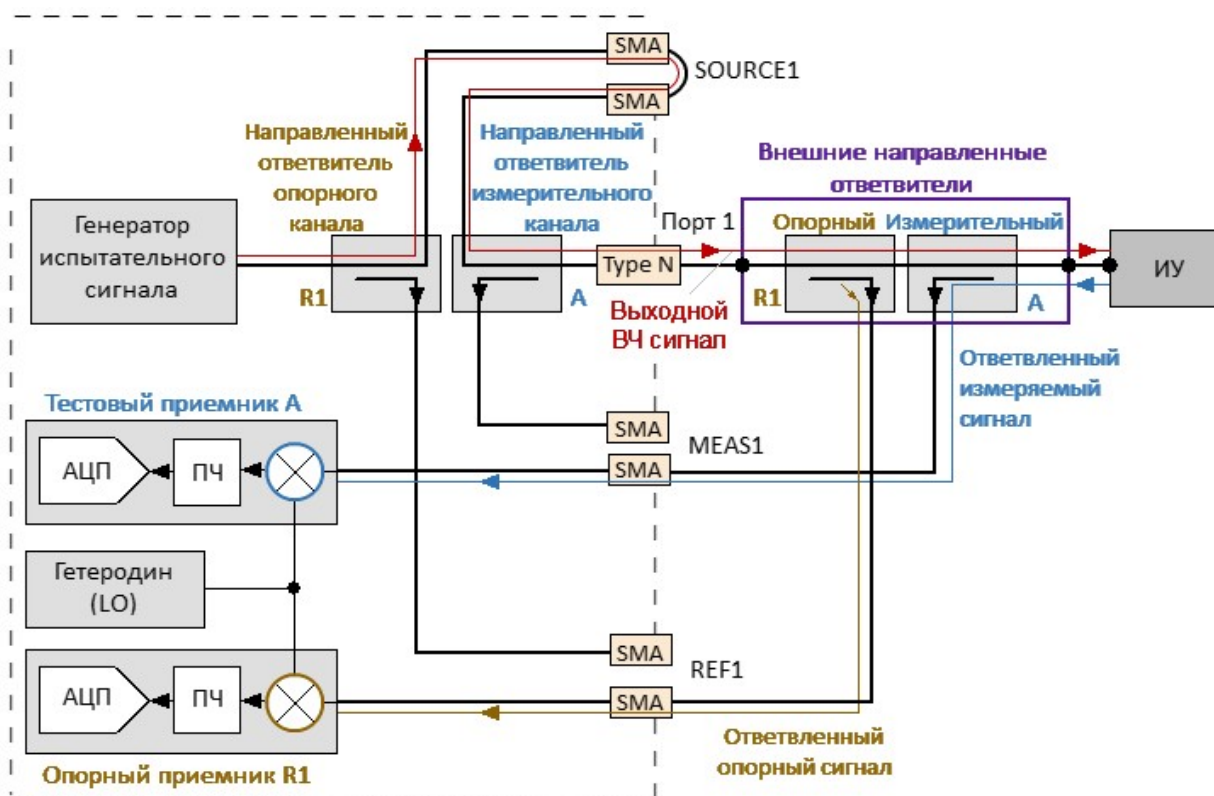 SMA
SOURCE1
SMA
Направленный
ответвитель
опорного
канала
Направленный
ответвитель
измерительного
канала
Внешние направленные
ответвители
Генератор
испытательного
сигнала
R1
A
Type N
Порт 1
Опорный
Измерительный
R1
A
ИУ
Выходной
ВЧ сигнал
Ответвленный
измеряемый
сигнал
Тестовый приемник A
АЦП
ПЧ
SMA
MEAS1
SMA
Гетеродин
(LO)
SMA
REF1
SMA
АЦП
ПЧ
Опорный приемник R1
Ответвленный
опорный сигнал